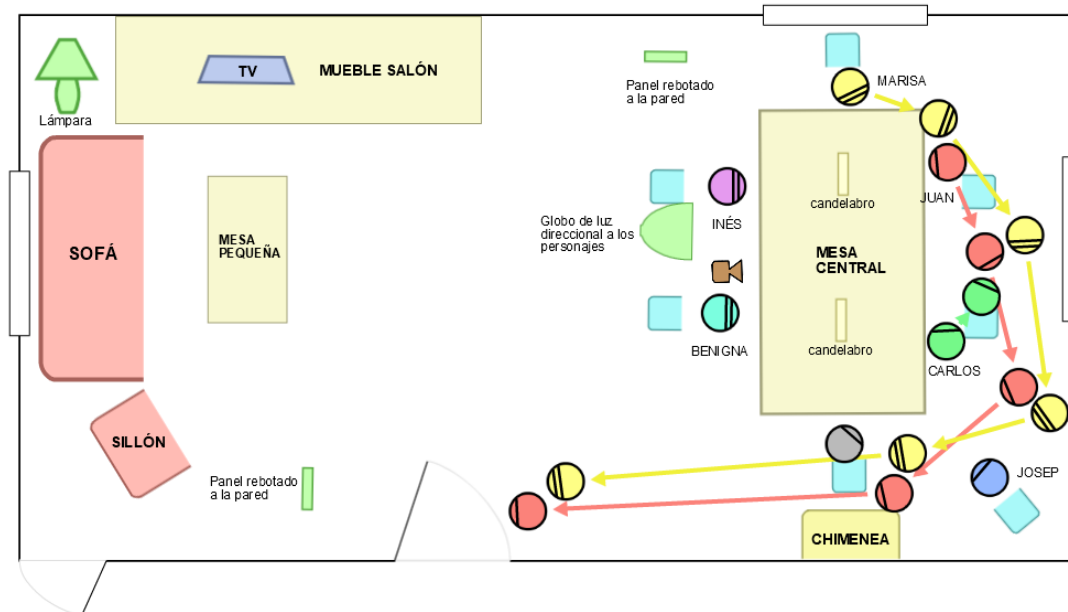 TV
MUEBLE SALÓN
Lámpara
Panel rebotado
a la pared
MARISA
SOFÁ
MESA
PEQUEÑA
Globo de luz
direccional a los
personajes
INÉS
candelabro
JUAN
MESA
CENTRAL
BENIGNA
candelabro
CARLOS
SILLÓN
Panel rebotado
a la pared
JOSEP
CHIMENEA